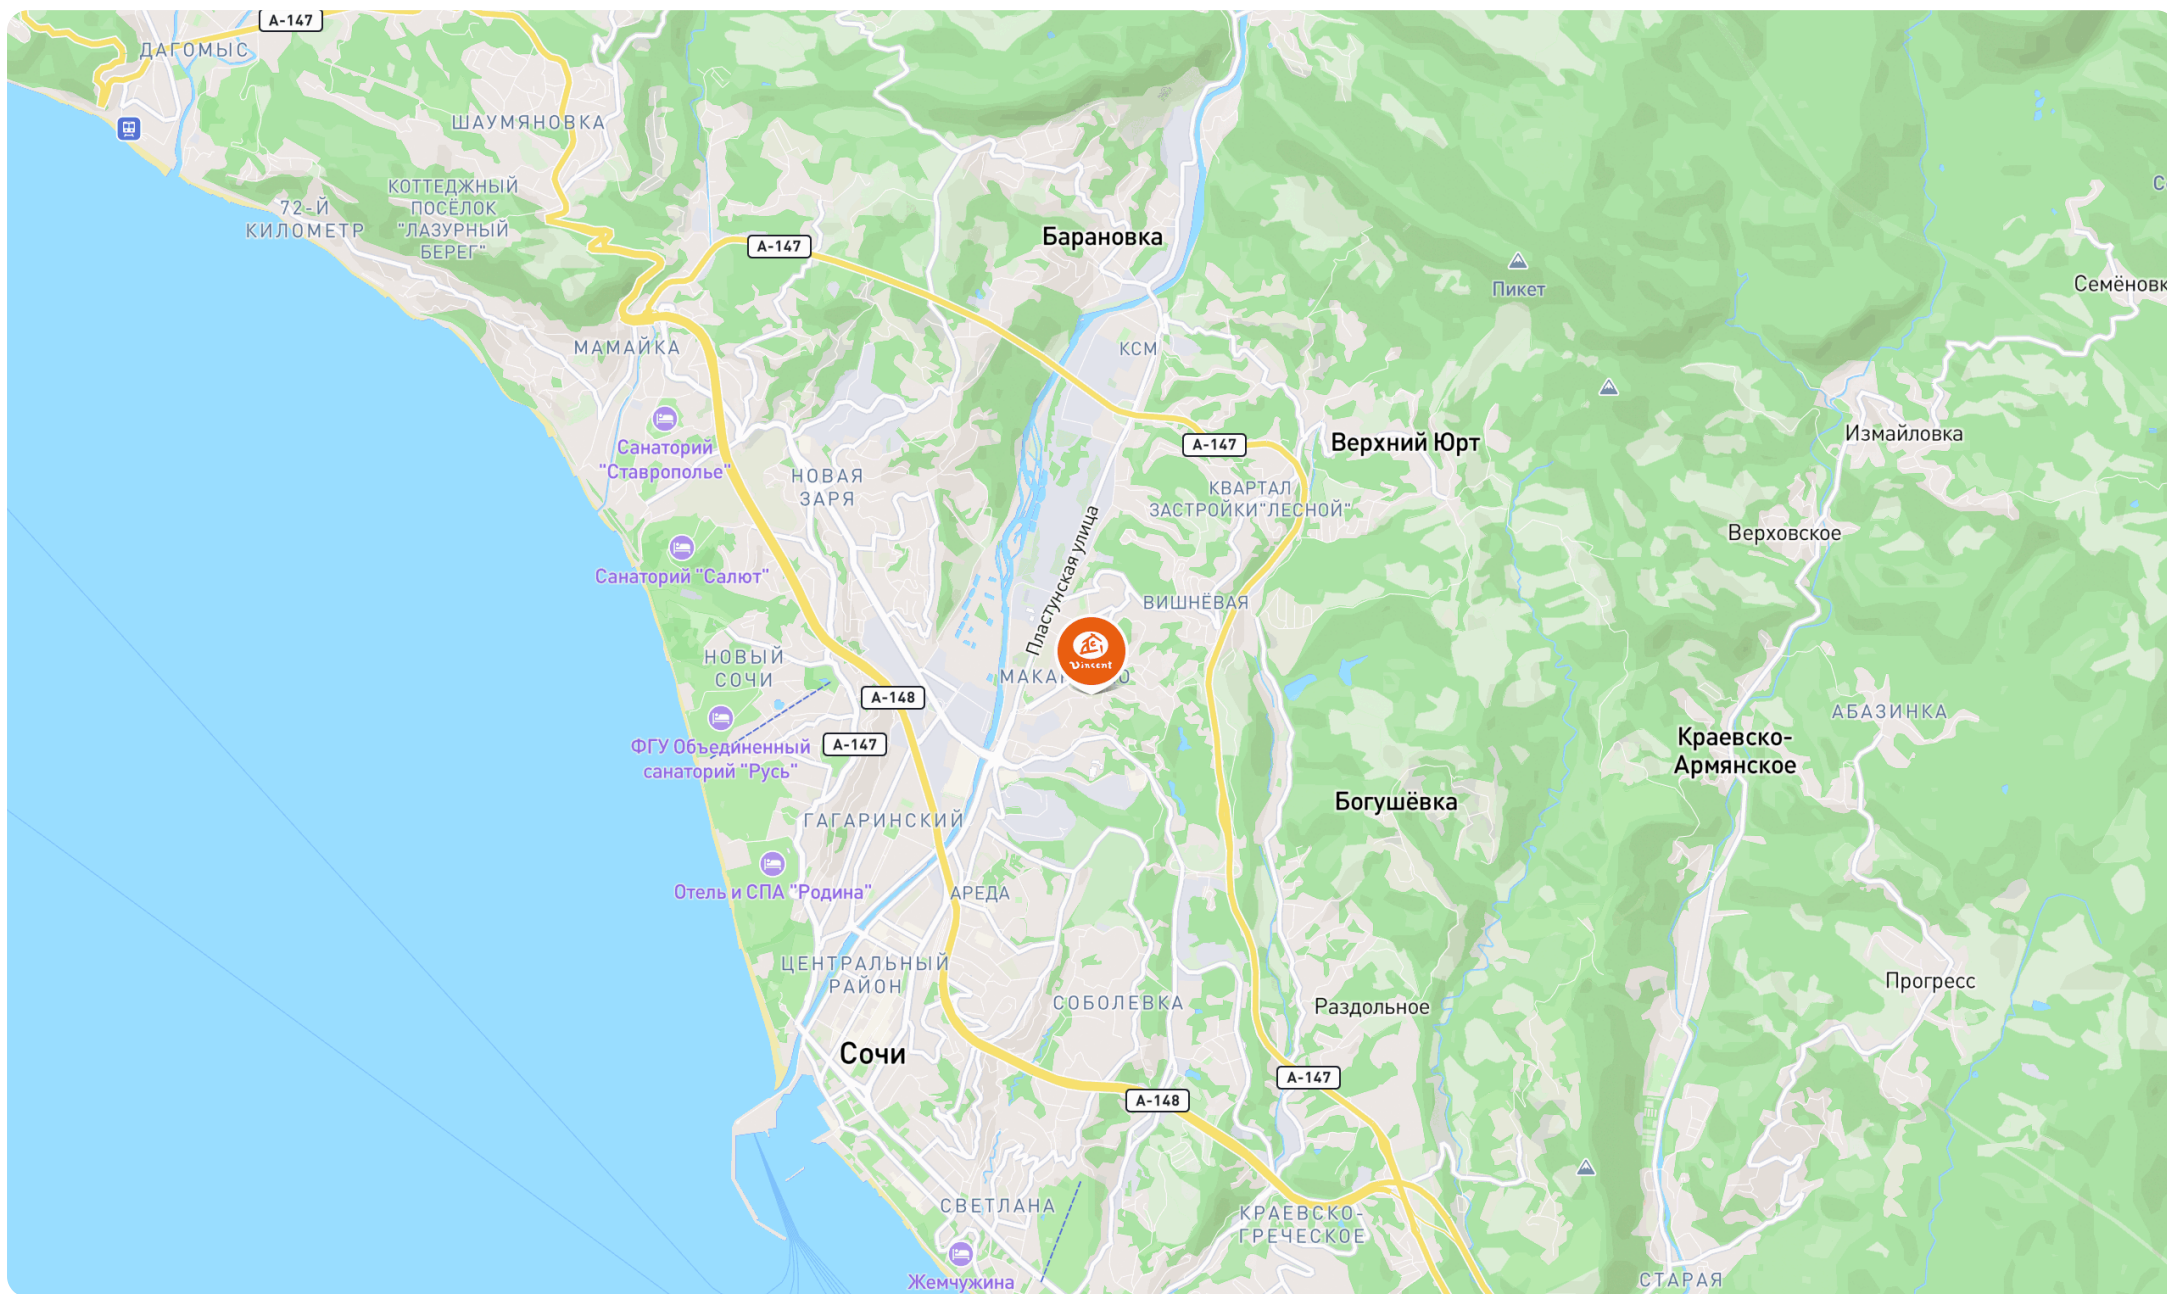 А-147
ДАГОМЫС
ШАУМЯНОВКА
КОТТЕДЖНЫЙ
ПОСЁЛОК
"ЛАЗУРНЫЙ
БЕРЕГ"
72-Й
КИЛОМЕТР
А-147
Барановка
Пикет
Семёновк
МАМАЙКА
КСМ
Санаторий
"Ставрополье"
НОВАЯ
ЗАРЯ
А-147
Верхний Юрт
Измайловка
КВАРТАЛ
ЗАСТРОЙКИ"ЛЕСНОЙ"
Верховское
Пластунская улица
Санаторий "Салют"
ВИШНЁВАЯ
Vincent
НОВЫЙ
СОЧИ
А-148
АБАЗИНКА
ФГУ Объединенный
санаторий "Русь"
А-147
Краевско-
Армянское
Богушёвка
ГАГАРИНСКИЙ
Отель и СПА "Родина"
АРЕДА
ЦЕНТРАЛЬНЫЙ
РАЙОН
СОБОЛЕВКА
Раздольное
Прогресс
Сочи
А-147
А-148
СВЕТЛАНА
КРАЕВСКО-
ГРЕЧЕСКОЕ
Жемчужина
СТАРАЯ